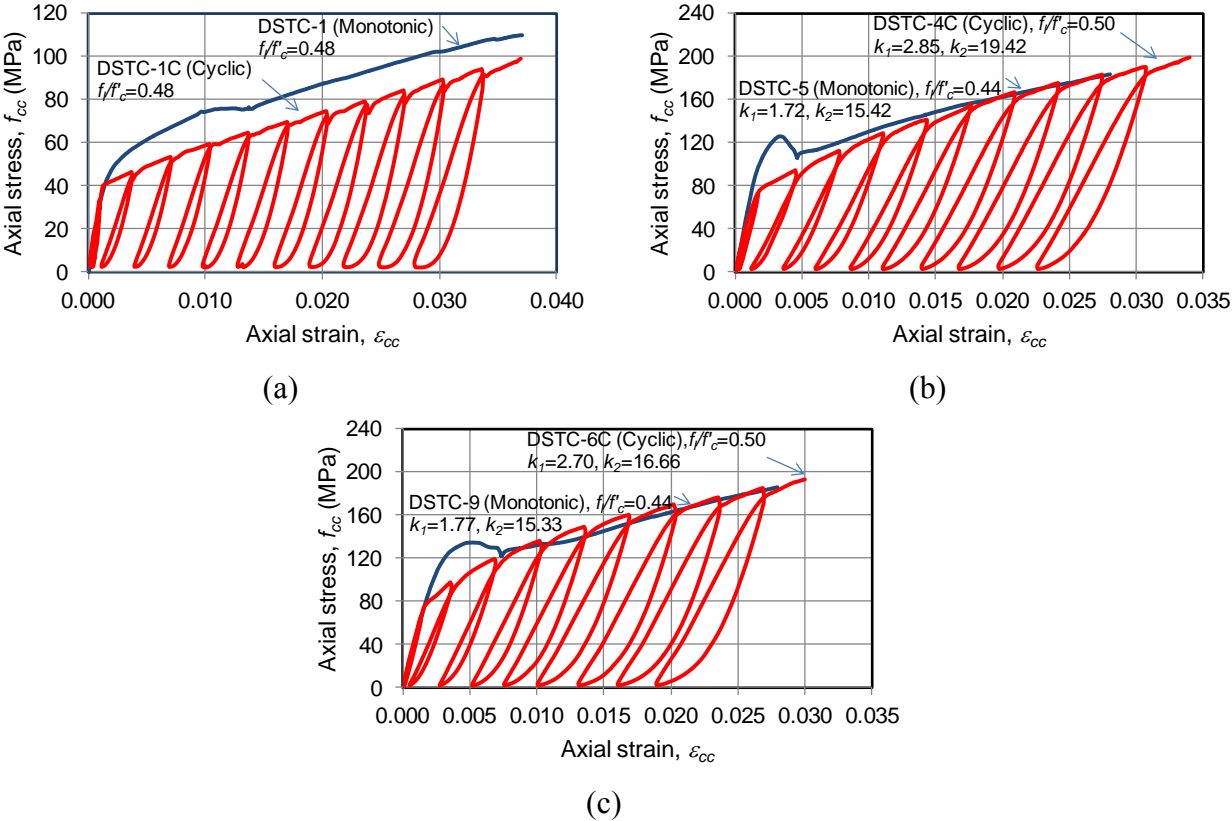 120
100
80
60
40
20
0
Axial stress, fcc (MPa)
DSTC-1 (Monotonic)
fl/f'c=0.48
DSTC-1C (Cyclic)
fl/f'c=0.48
0.000 0.010 0.020 0.030 0.040
Axial strain, εcc
(a)
240
200
160
120
80
40
0
Axial stress, fcc (MPa)
DSTC-4C (Cyclic), fl/f'c=0.50
k1=2.85, k2=19.42
DSTC-5 (Monotonic), fl/f'c=0.44
k1=1.72, k2=15.42
0.000 0.005 0.010 0.015 0.020 0.025 0.030 0.035
Axial strain, εcc
(b)
240
200
160
120
80
40
0
Axial stress, fcc (MPa)
DSTC-6C (Cyclic),fl/f'c=0.50
k1=2.70, k2=16.66
DSTC-9 (Monotonic), fl/f'c=0.44
k1=1.77, k2=15.33
0.000 0.005 0.010 0.015 0.020 0.025 0.030 0.035
Axial strain, εcc
(c)